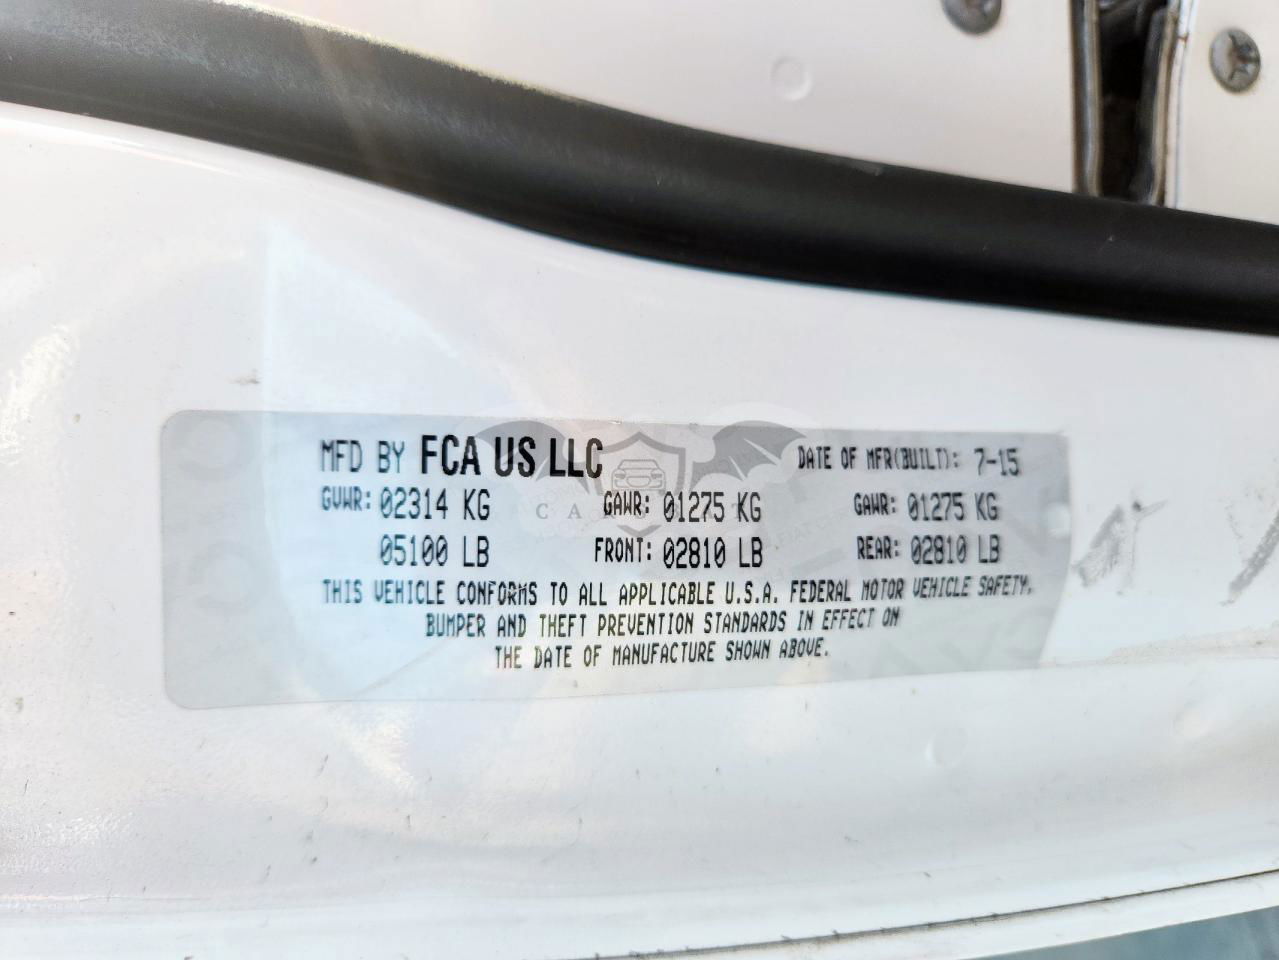 MFD BY FCA US LLC DATE OF MFR(BUILT): 7-15
GVWR: 02314 KG GAWR: 01275 KG GAWR: 01275 KG
05100 LB FRONT: 02810 LB REAR: 02810 LB
THIS VEHICLE CONFORMS TO ALL APPLICABLE U.S.A. FEDERAL MOTOR VEHICLE SAFETY,
BUMPER AND THEFT PREVENTION STANDARDS IN EFFECT ON
THE DATE OF MANUFACTURE SHOWN ABOVE.